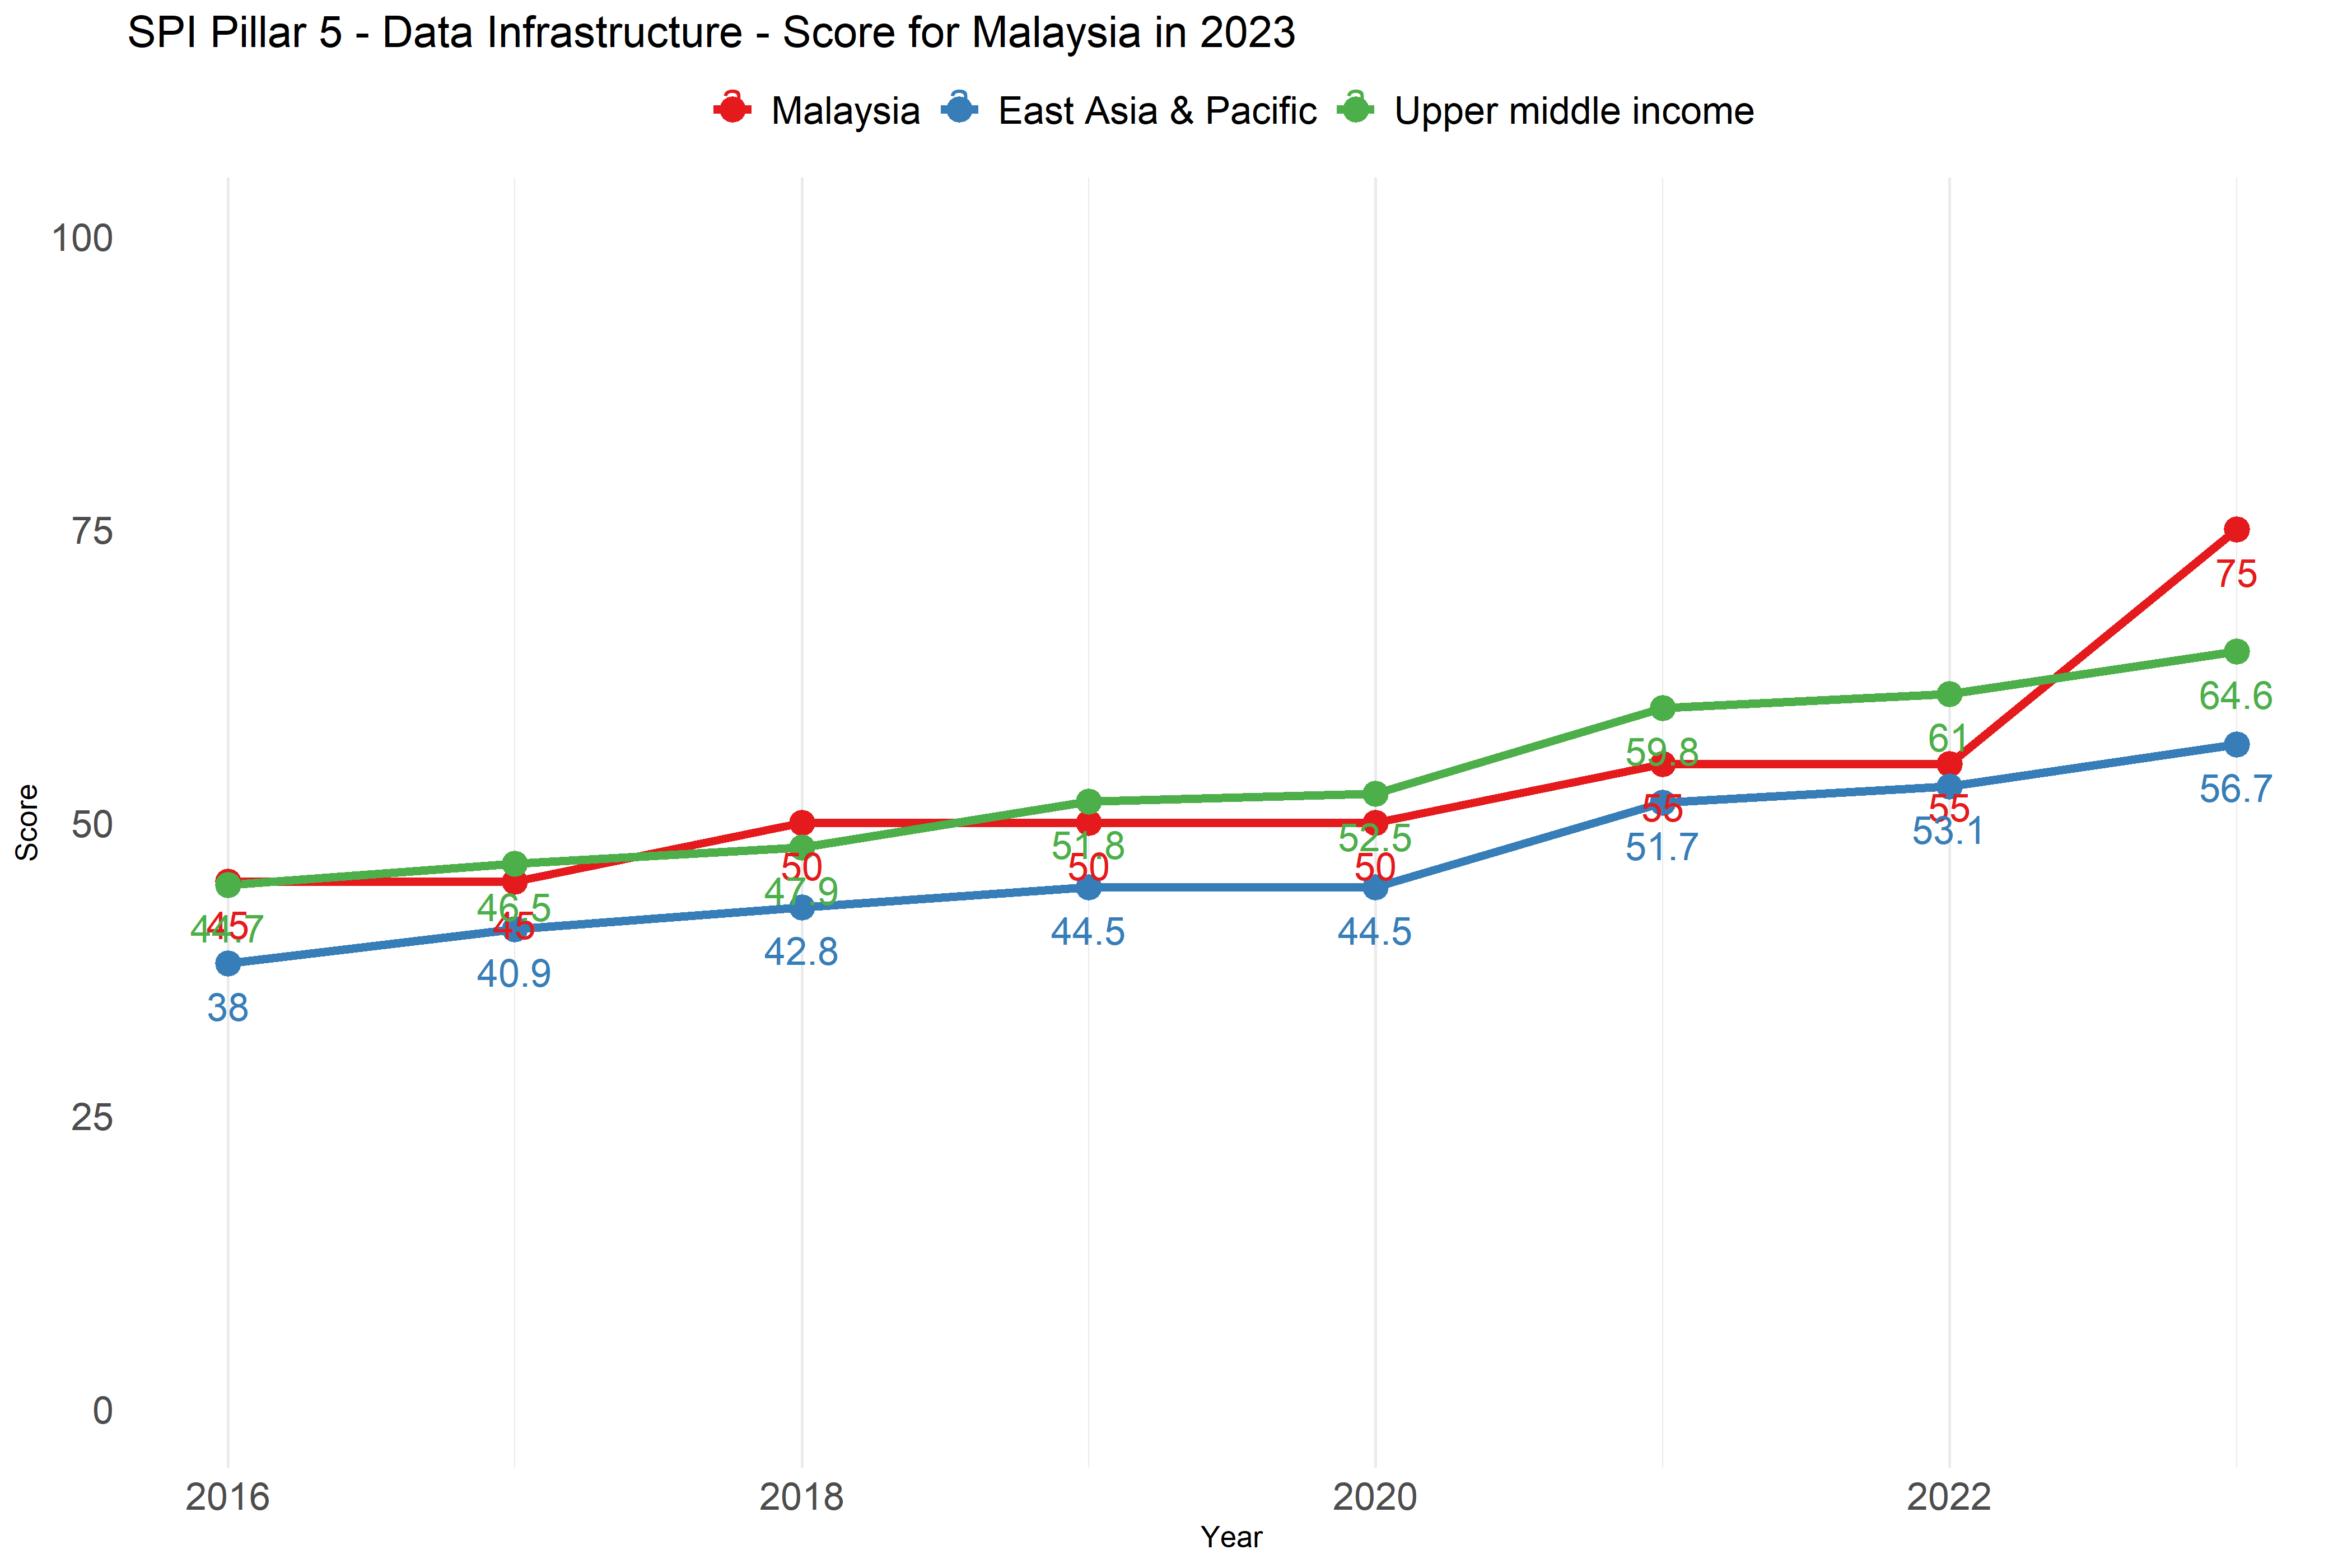 SPI Pillar 5 - Data Infrastructure - Score for Malaysia in 2023
Malaysia East Asia & Pacific Upper middle income
100
75
50
25
0
Score
45 45 50 50 50 55 55 75
44.7 46.5 47.9 51.8 52.5 59.8 61 64.6
38 40.9 42.8 44.5 44.5 51.7 53.1 56.7
2016 2018 2020 2022
Year